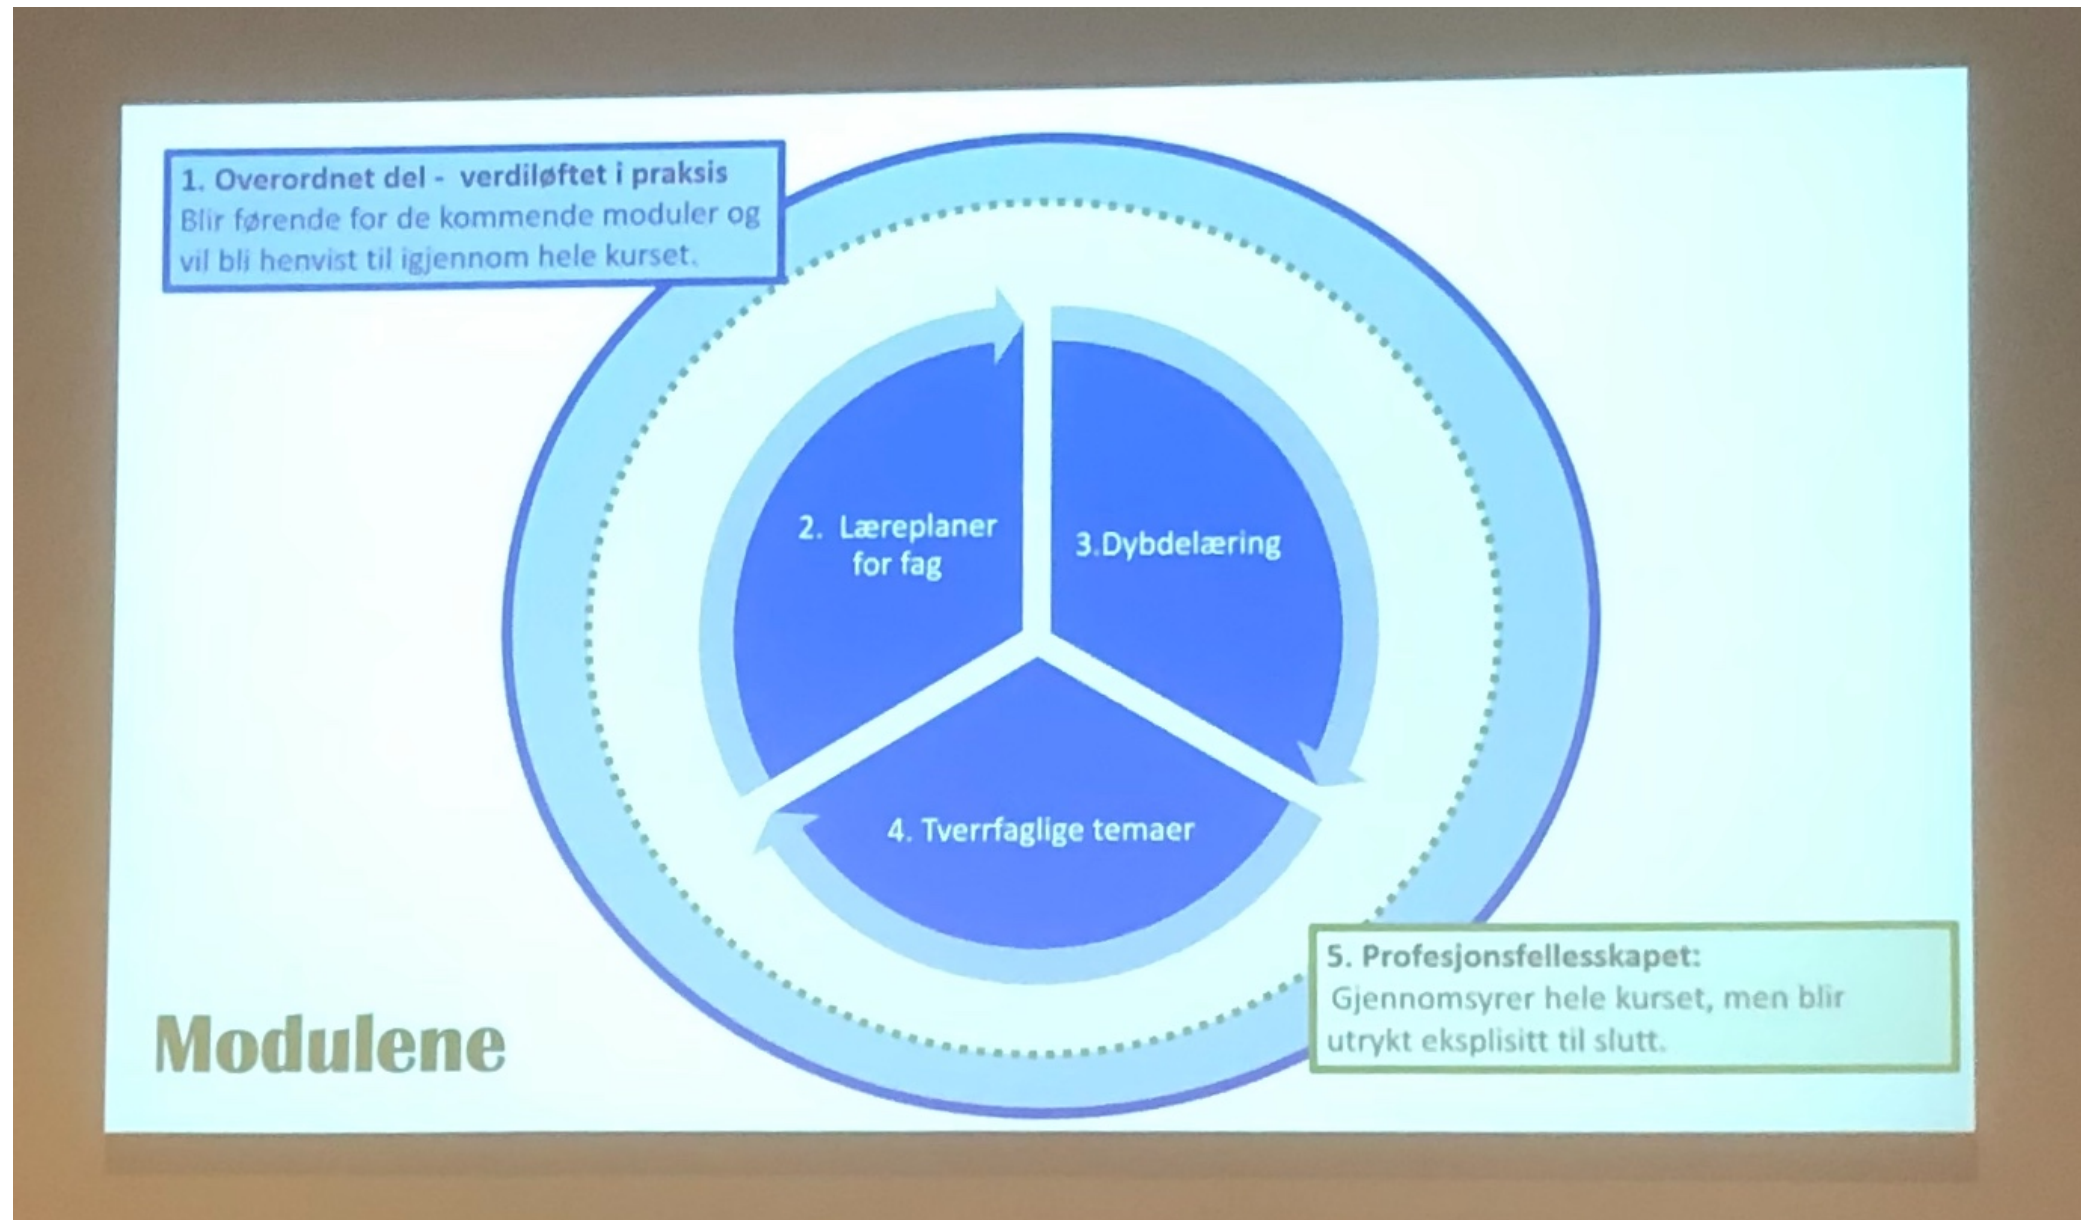 1. Overordnet del - verdiløftet i praksis
Blir førende for de kommende moduler og
vil bli henvist til igjennom hele kurset.
2. Læreplaner
for fag
3.Dybdelæring
4. Tverrfaglige temaer
5. Profesjonsfellesskapet:
Gjennomsyrer hele kurset, men blir
utrykt eksplisitt til slutt.
Modulene